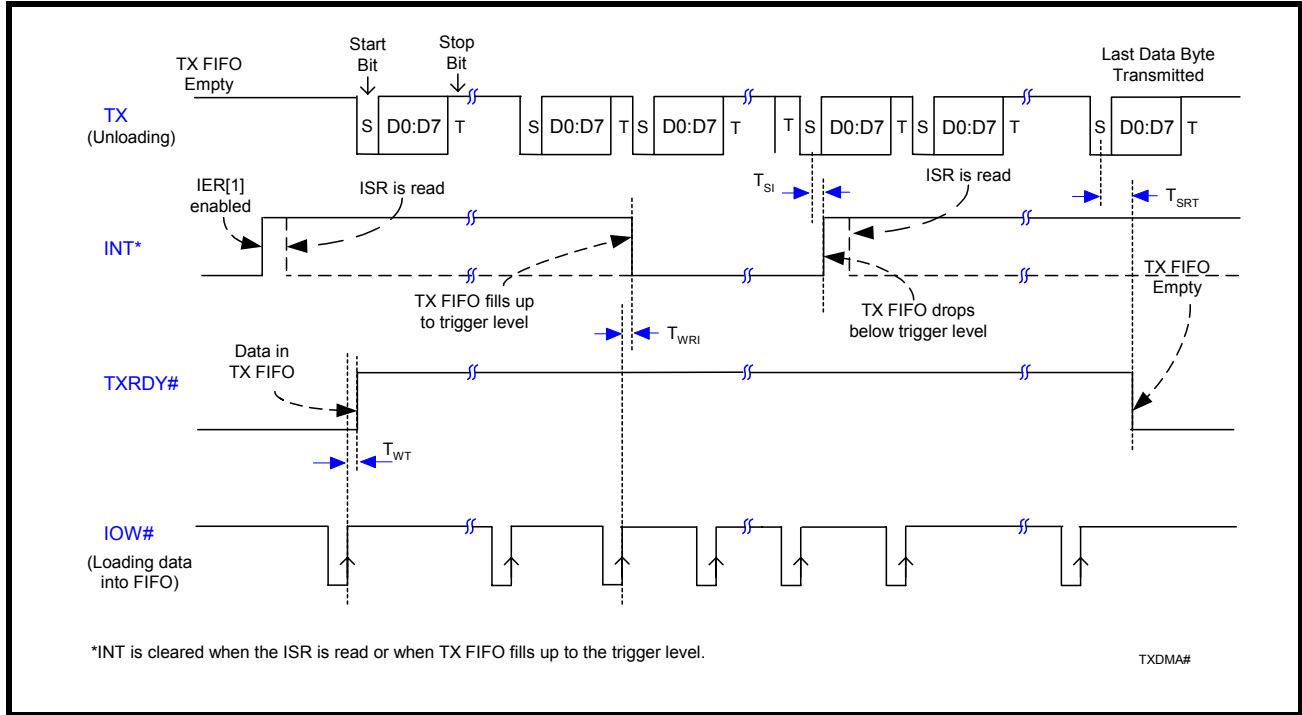 Start
Bit
Stop
Bit
TX FIFO
Empty
Last Data Byte
Transmitted
TX
(Unloading)
S D0:D7 T S D0:D7 T S D0:D7 T T S D0:D7 T S D0:D7 T S D0:D7 T
IER[1]
enabled
ISR is read
TSI
ISR is read
TSRT
INT*
TX FIFO fills up
to trigger level
TX FIFO drops
below trigger level
TX FIFO
Empty
TWRI
Data in
TX FIFO
TXRDY#
TWT
IOW#
(Loading data
into FIFO)
*INT is cleared when the ISR is read or when TX FIFO fills up to the trigger level.
TXDMA#